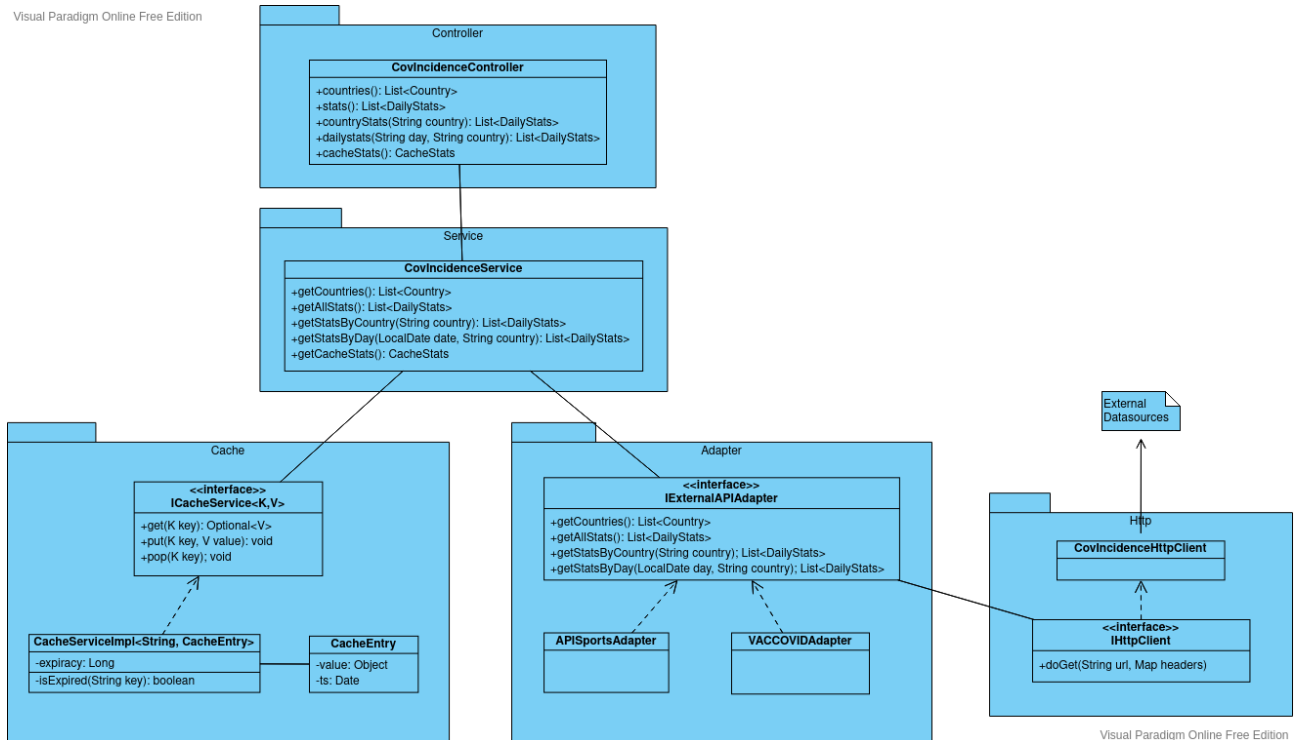 Visual Paradigm Online Free Edition
Controller
CovIncidenceController
+countries(): List<Country>
+stats(): List<DailyStats>
+countryStats(String country): List<DailyStats>
+dailystats(String day, String country): List<DailyStats>
+cacheStats(): CacheStats
Service
CovIncidenceService
+getCountries(): List<Country>
+getAllStats(): List<DailyStats>
+getStatsByCountry(String country): List<DailyStats>
+getStatsByDay(LocalDate date, String country): List<DailyStats>
+getCacheStats(): CacheStats
Cache
<<interface>>
ICacheService<K,V>
+get(K key): Optional<V>
+put(K key, V value): void
+pop(K key); void
CacheServiceImpl<String, CacheEntry>
-expiracy: Long
-isExpired(String key): boolean
CacheEntry
-value: Object
-ts: Date
Adapter
<<interface>>
IExternalAPIAdapter
+getCountries(): List<Country>
+getAllStats(): List<DailyStats>
+getStatsByCountry(String country); List<DailyStats>
+getStatsByDay(LocalDate day, String country); List<DailyStats>
APISportsAdapter
VACCOVIDAdapter
External
Datasources
Http
CovIncidenceHttpClient
<<interface>>
IHttpClient
+doGet(String url, Map headers)
Visual Paradigm Online Free Edition